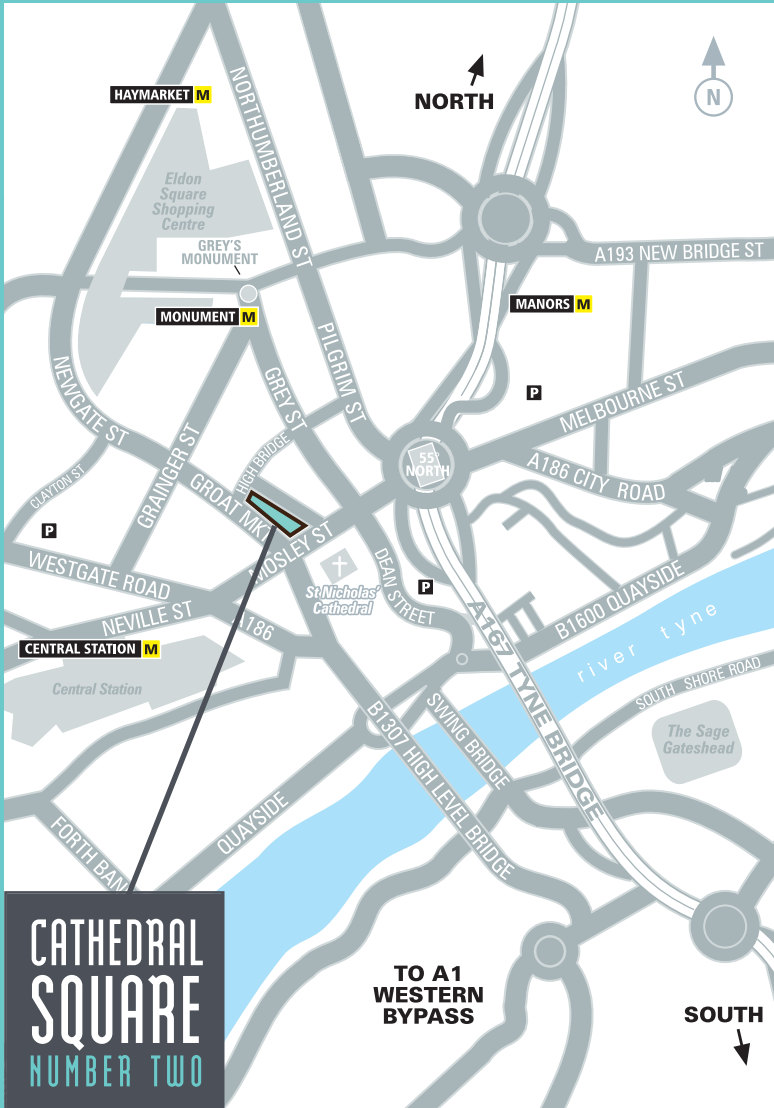 NORTH
N
HAYMARKET M
NORTHUMBERLAND ST
Eldon
Square
Shopping
Centre
GREY'S
MONUMENT
A193 NEW BRIDGE ST
MONUMENT M
MANORS M
PILGRIM ST
NEWGATE ST
GREY ST
P
MELBOURNE ST
GRAINGER ST
HIGH BRIDGE
55°
NORTH
A186 CITY ROAD
CLAYTON ST
GROAT MKT
P
MOSLEY ST
WESTGATE ROAD
DEAN STREET
St Nicholas'
Cathedral
P
NEVILLE ST
A186
B1600 QUAYSIDE
A167 TYNE BRIDGE
river tyne
CENTRAL STATION M
Central Station
SOUTH SHORE ROAD
SWING BRIDGE
B1307 HIGH LEVEL BRIDGE
The Sage
Gateshead
QUAYSIDE
FORTH BAN
CATHEDRAL
SQUARE
NUMBER TWO
TO A1
WESTERN
BYPASS
SOUTH